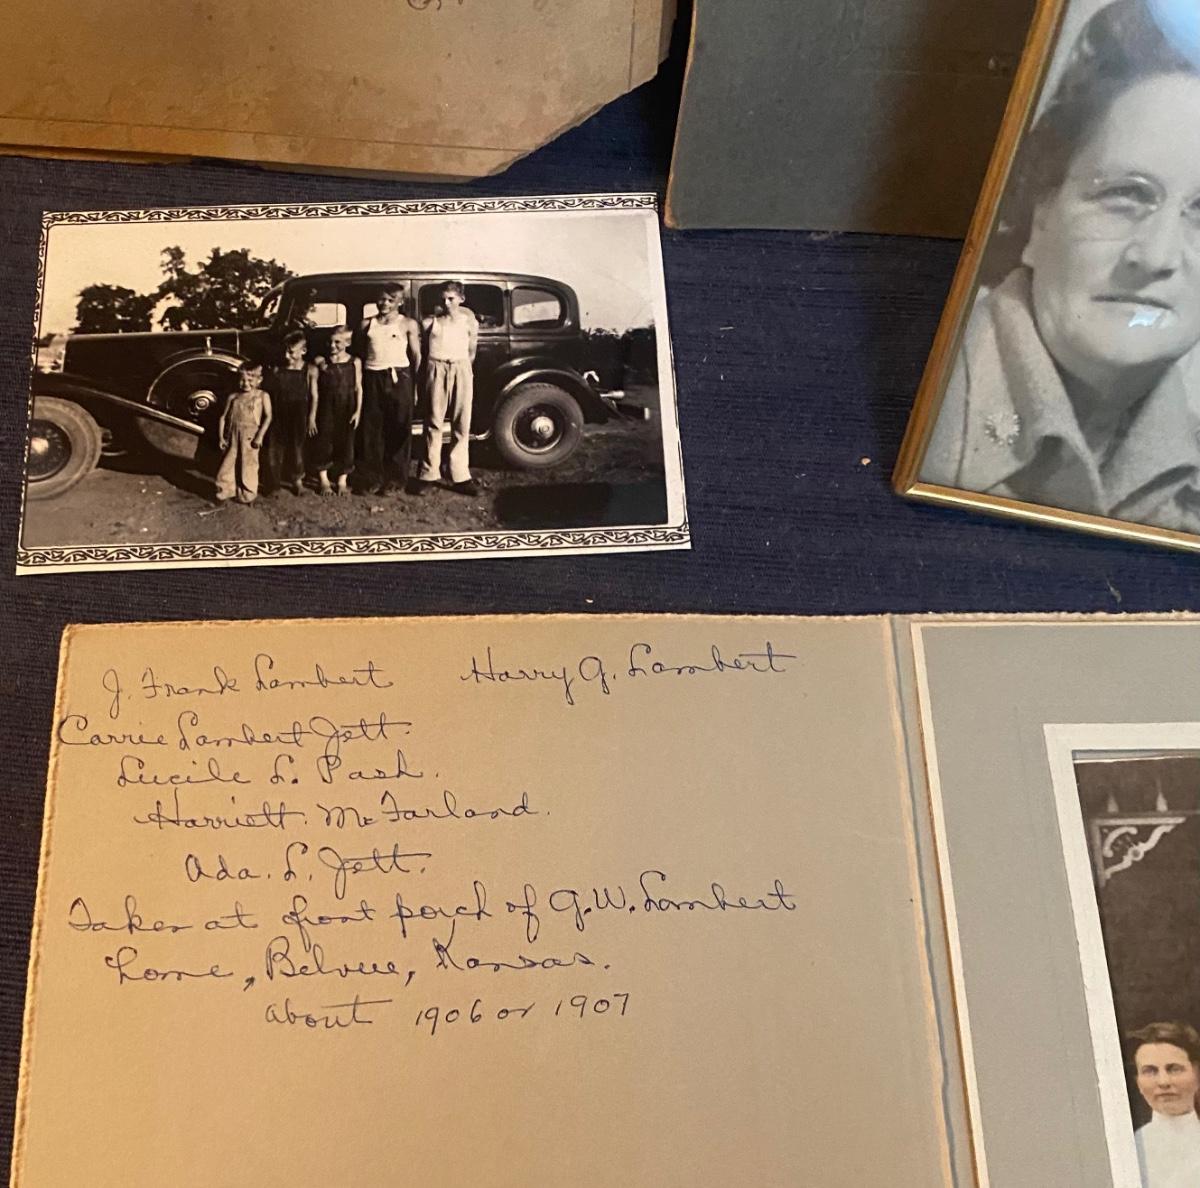 J. Frank Lambert Harry G. Lambert
Carrie Lambert Jett.
Lucile L. Pash.
Harriett. McFarland.
Ada. L. Jett.
Taken at front porch of G.W. Lambert
home, Belvue, Kansas.
about 1906 or 1907